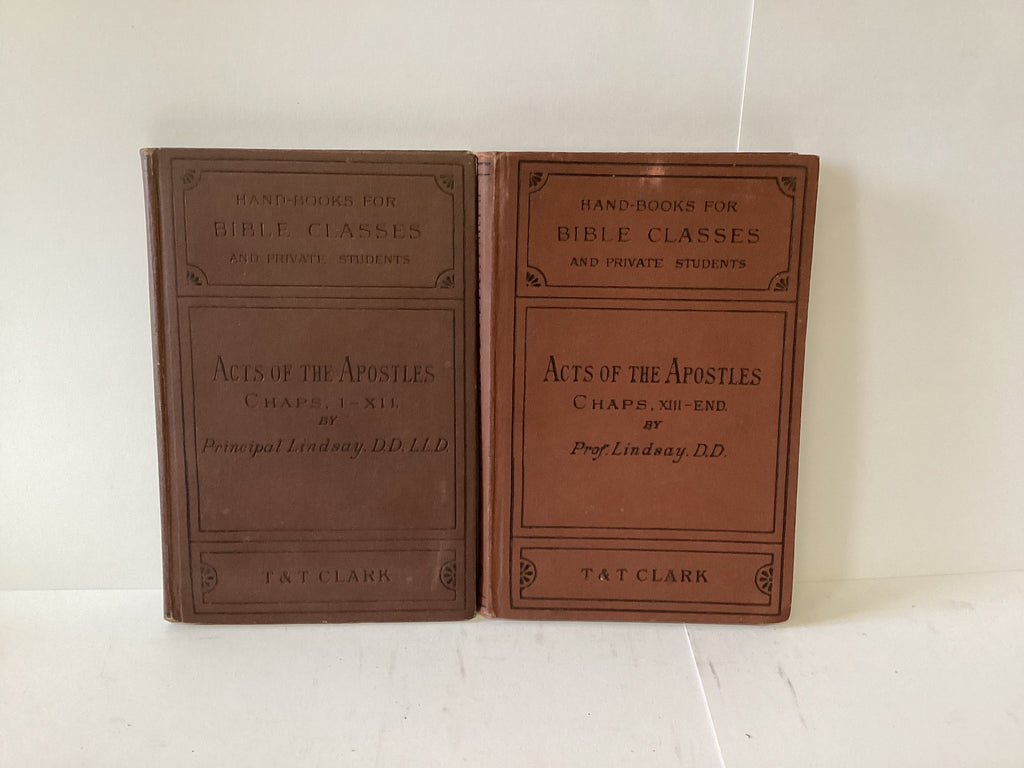 HAND-BOOKS FOR
BIBLE CLASSES
AND PRIVATE STUDENTS
ACTS OF THE APOSTLES
CHAPS, I-XII.
BY
Principal Lindsay. D.D. LL.D.
T & T CLARK
HAND-BOOKS FOR
BIBLE CLASSES
AND PRIVATE STUDENTS
ACTS OF THE APOSTLES
CHAPS, XIII-END.
BY
Prof. Lindsay. D.D.
T & T CLARK